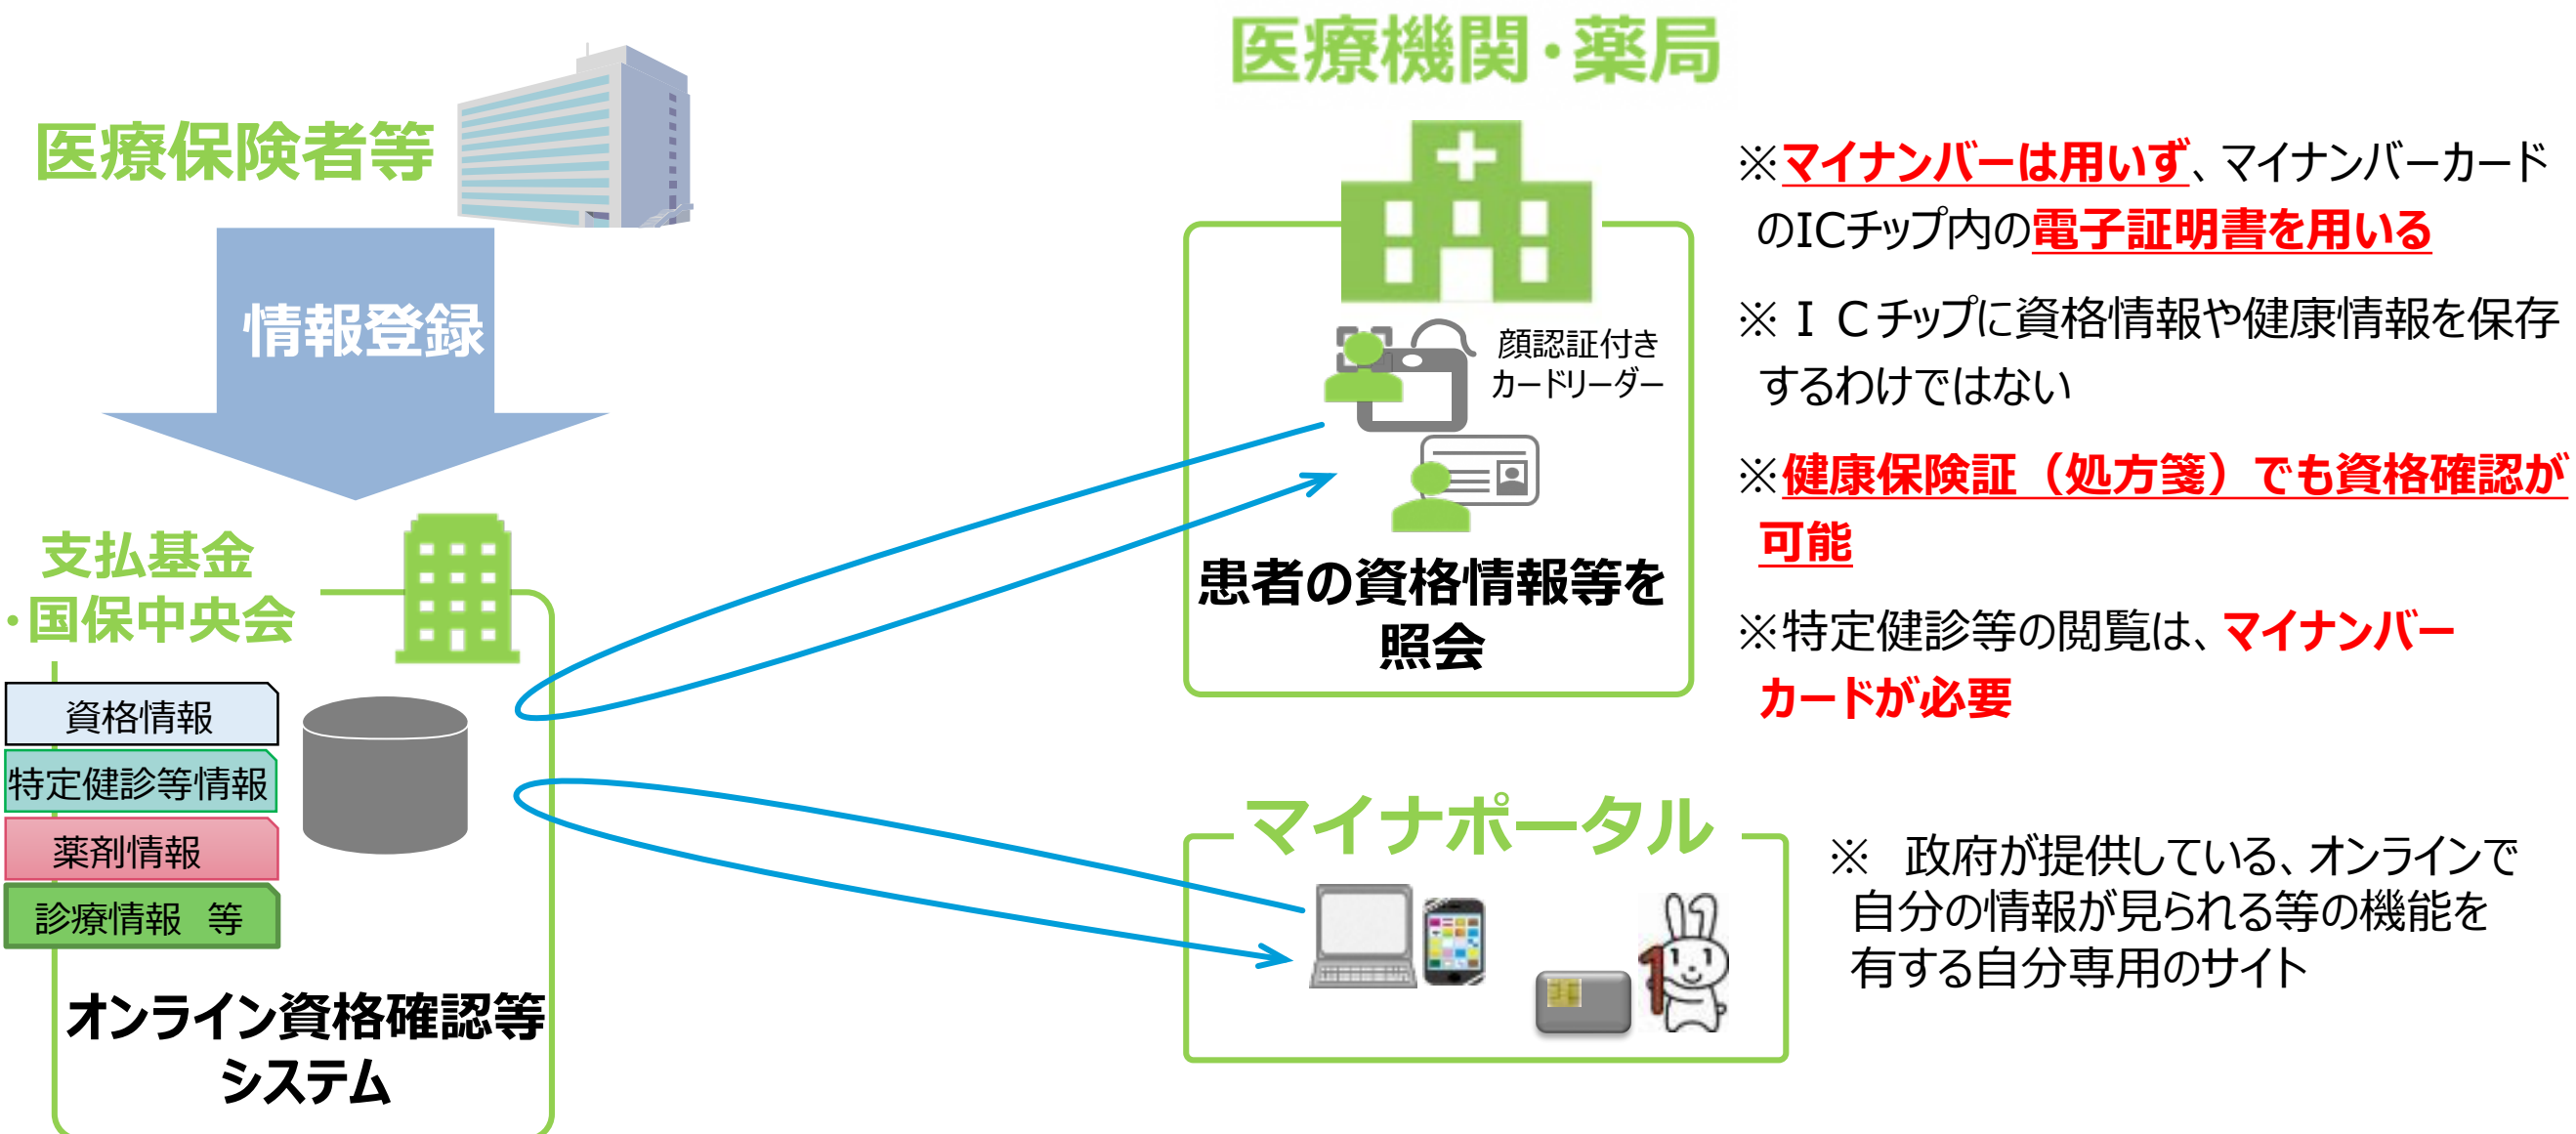 医療保険者等
情報登録
支払基金
・国保中央会
資格情報
特定健診等情報
薬剤情報
診療情報　等
オンライン資格確認等
システム
医療機関・薬局
顔認証付き
カードリーダー
患者の資格情報等を
照会
※マイナンバーは用いず、マイナンバーカード
のICチップ内の電子証明書を用いる
※ＩＣチップに資格情報や健康情報を保存
するわけではない
※健康保険証（処方箋）でも資格確認が
可能
※特定健診等の閲覧は、マイナンバー
カードが必要
マイナポータル
1
※　政府が提供している、オンラインで
自分の情報が見られる等の機能を
有する自分専用のサイト